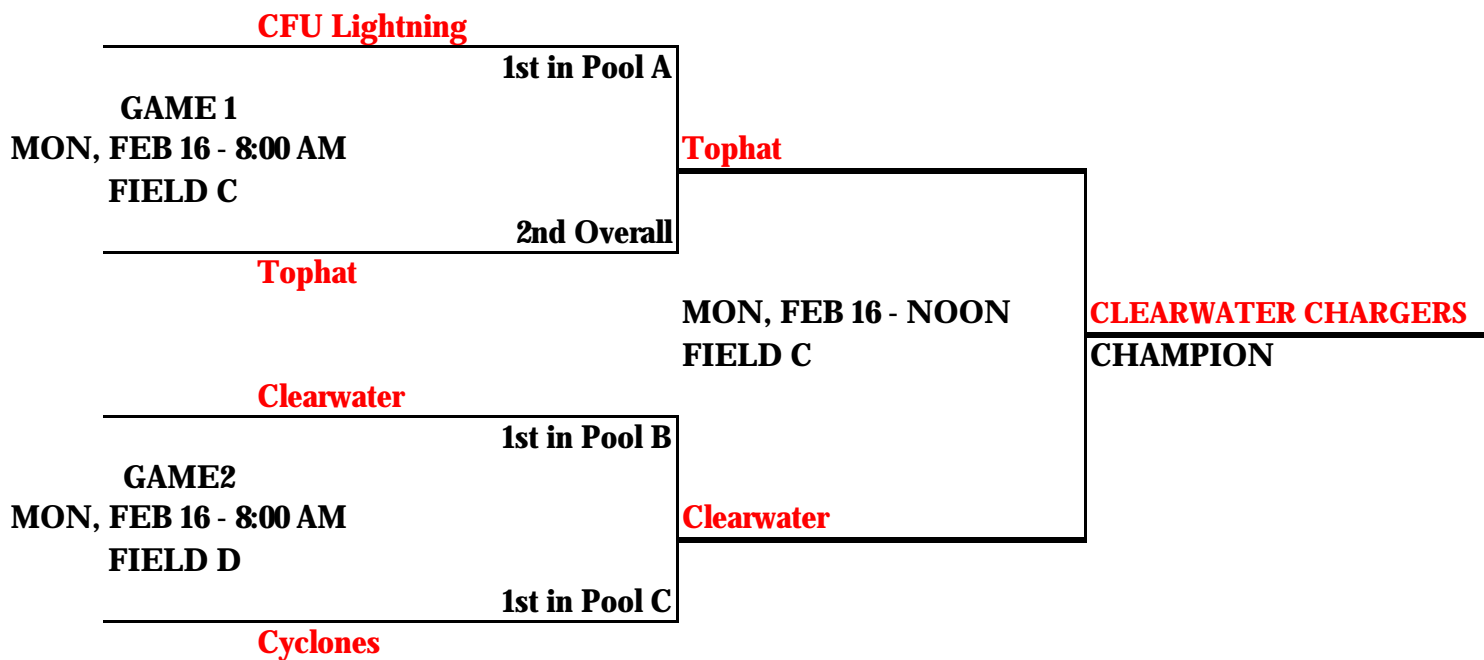 CFU Lightning
1st in Pool A
GAME 1
MON, FEB 16 - 8:00 AM
FIELD C
2nd Overall
Tophat
Tophat
MON, FEB 16 - NOON
FIELD C
CLEARWATER CHARGERS
CHAMPION
Clearwater
1st in Pool B
GAME2
MON, FEB 16 - 8:00 AM
FIELD D
1st in Pool C
Cyclones
Clearwater